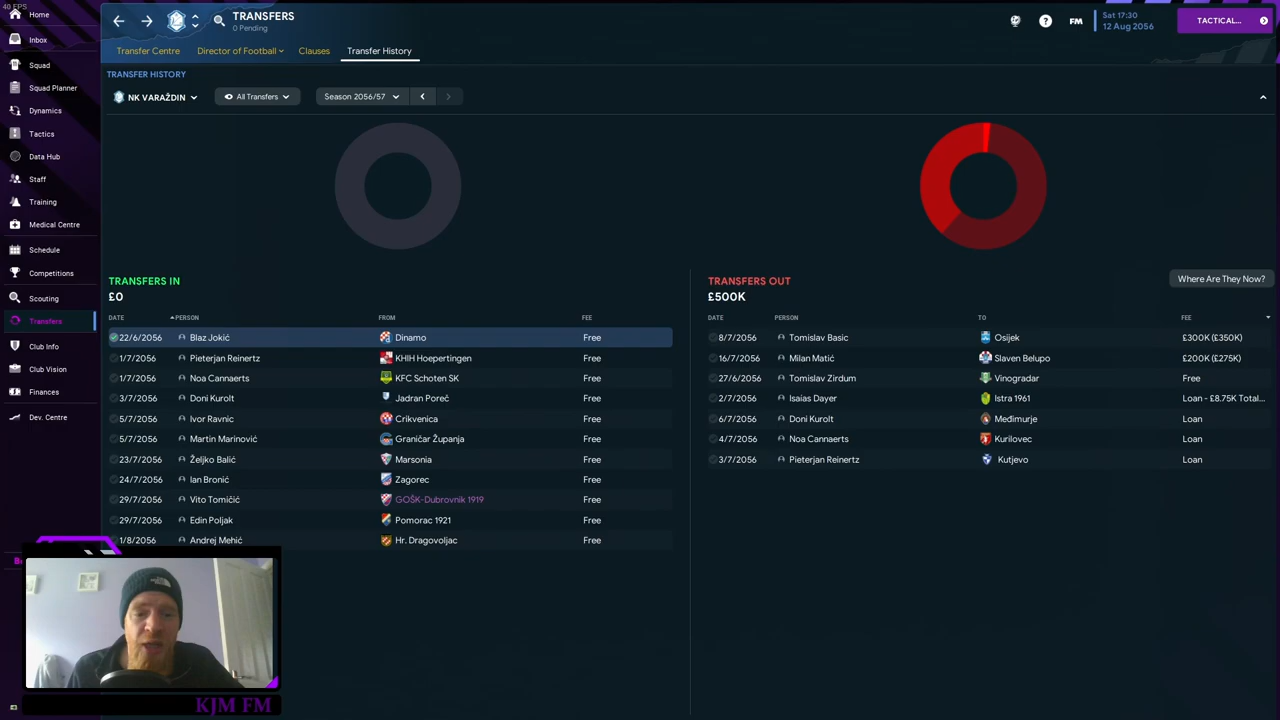 40 FPS
Home
TRANSFERS
0 Pending
Sat 17:30
12 Aug 2056
FM
TACTICAL...
Inbox
Transfer Centre Director of Football Clauses Transfer History
Squad
TRANSFER HISTORY
Squad Planner
NK VARAŽDIN All Transfers Season 2056/57
Dynamics
Tactics
Data Hub
Staff
Training
Medical Centre
Schedule
Competitions
Scouting
Transfers
Club Info
Club Vision
Finances
Dev. Centre
TRANSFERS IN
£0
DATE PERSON FROM FEE
22/6/2056 Blaz Jokić Dinamo Free
1/7/2056 Pieterjan Reinertz KHIH Hoepertingen Free
1/7/2056 Noa Cannaerts KFC Schoten SK Free
3/7/2056 Doni Kurolt Jadran Poreč Free
5/7/2056 Ivor Ravnic Crikvenica Free
5/7/2056 Martin Marinović Graničar Županja Free
23/7/2056 Željko Balić Marsonia Free
24/7/2056 Ian Bronić Zagorec Free
29/7/2056 Vito Tomičić GOŠK-Dubrovnik 1919 Free
29/7/2056 Edin Poljak Pomorac 1921 Free
1/8/2056 Andrej Mehić Hr. Dragovoljac Free
TRANSFERS OUT
£500K
Where Are They Now?
DATE PERSON TO FEE
8/7/2056 Tomislav Basic Osijek £300K (£350K)
16/7/2056 Milan Matić Slaven Belupo £200K (£275K)
27/6/2056 Tomislav Zirdum Vinogradar Free
2/7/2056 Isaias Dayer Istra 1961 Loan - £8.75K Total...
6/7/2056 Doni Kurolt Međimurje Loan
4/7/2056 Noa Cannaerts Kurilovec Loan
3/7/2056 Pieterjan Reinertz Kutjevo Loan
KJM FM